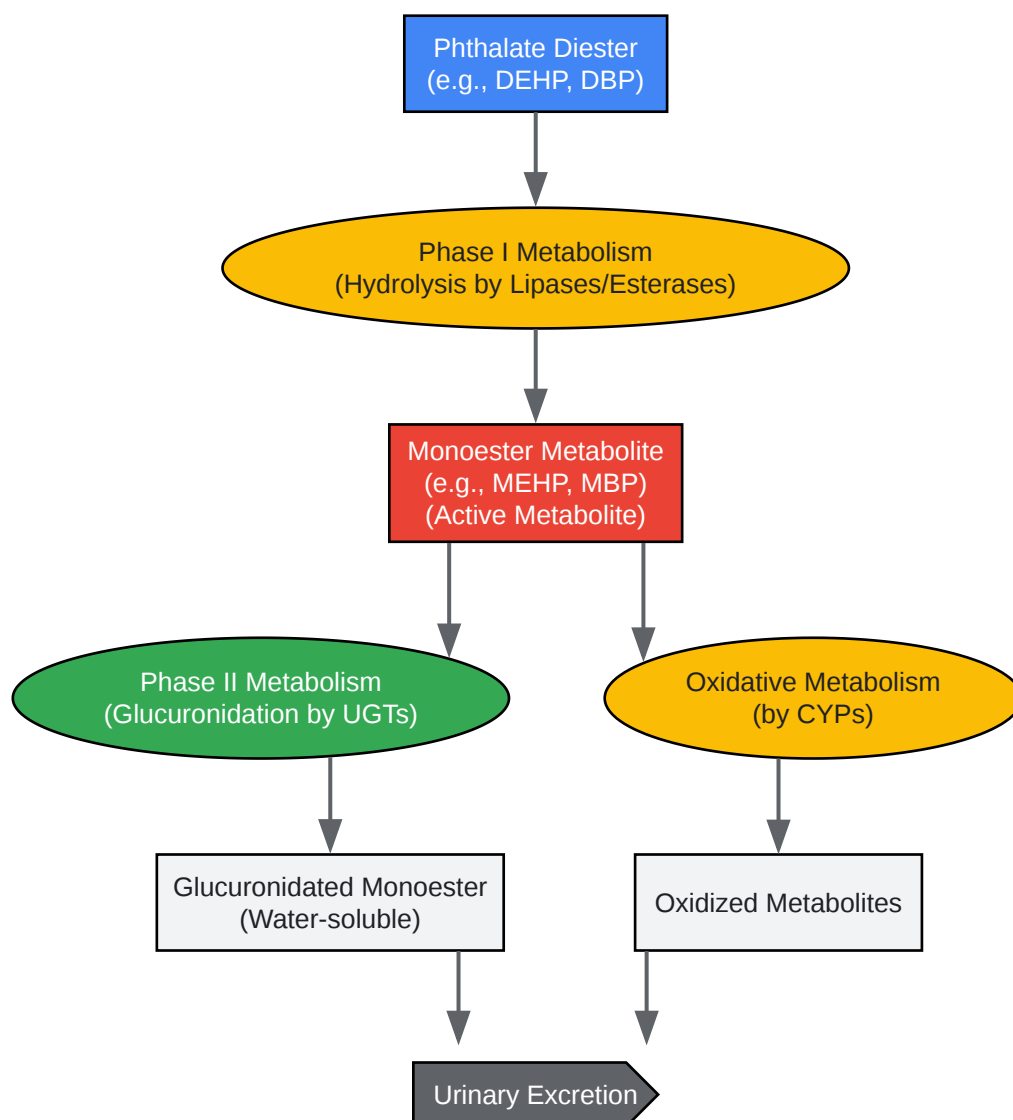 Phthalate Diester
(e.g., DEHP, DBP)
Phase I Metabolism
(Hydrolysis by Lipases/Esterases)
Monoester Metabolite
(e.g., MEHP, MBP)
(Active Metabolite)
Phase II Metabolism
(Glucuronidation by UGTs)
Oxidative Metabolism
(by CYPs)
Glucuronidated Monoester
(Water-soluble)
Oxidized Metabolites
Urinary Excretion